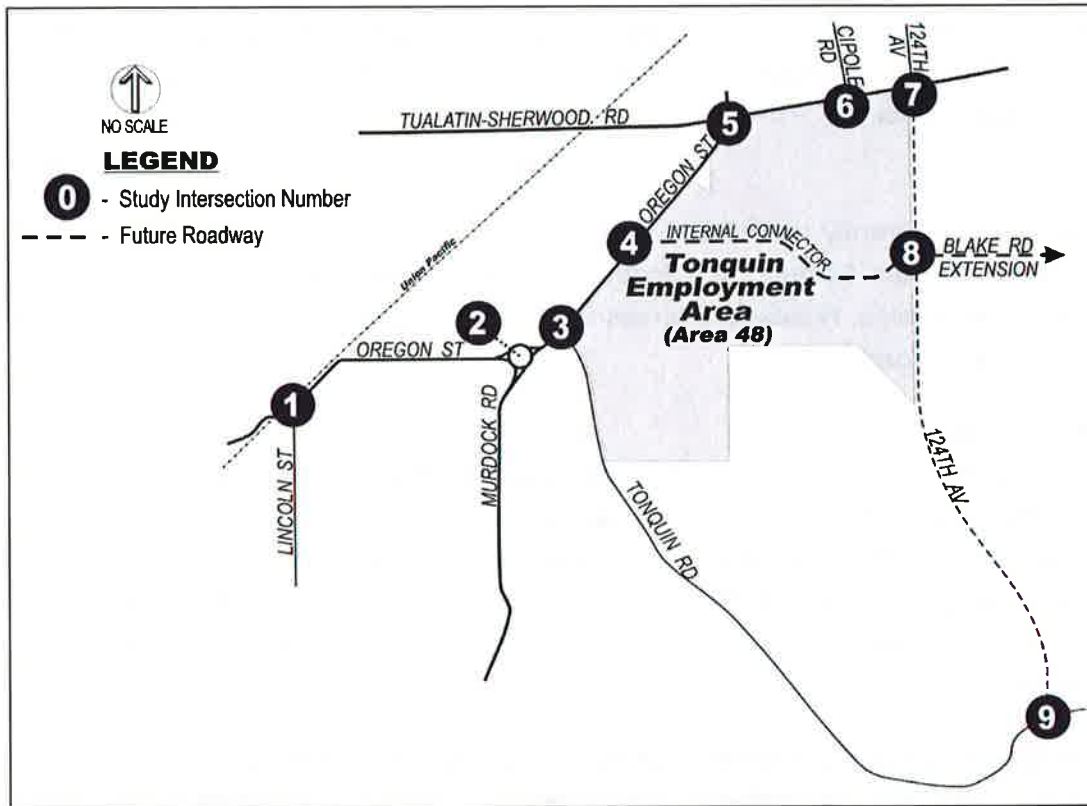 NO SCALE
LEGEND
0 - Study Intersection Number
- Future Roadway
CIPOLE
RD
124TH
AV
TUALATIN-SHERWOOD RD
5
6
7
OREGON ST
4
INTERNAL CONNECTOR
8
BLAKE RD
EXTENSION
Tonquin
Employment
Area
(Area 48)
Union Pacific
2
3
OREGON ST
1
LINCOLN ST
MURDOCK RD
TONQUIN RD
124TH AV
9